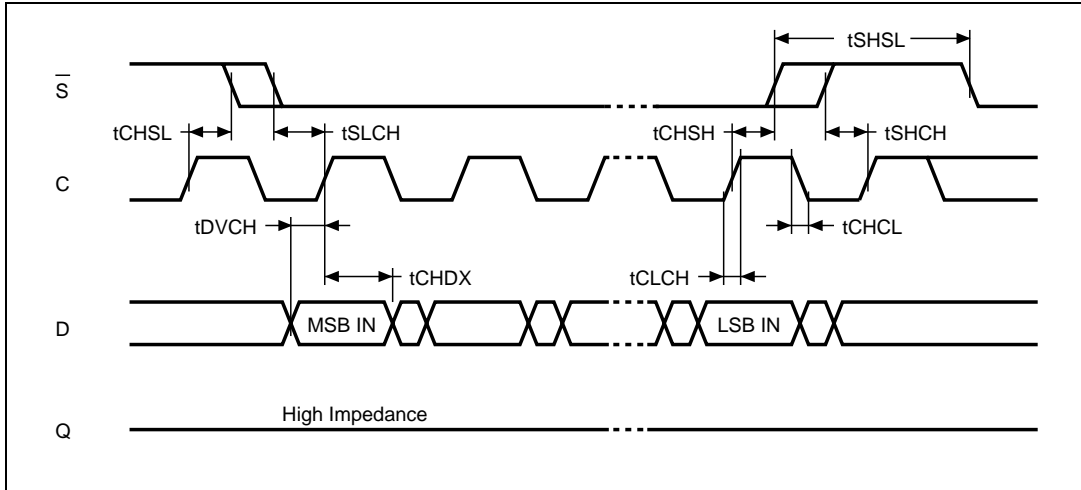 tSHSL
S̅
tCHSL tSLCH tCHSH tSHCH
C
tDVCH tCHCL
tCHDX tCLCH
D MSB IN LSB IN
High Impedance
Q